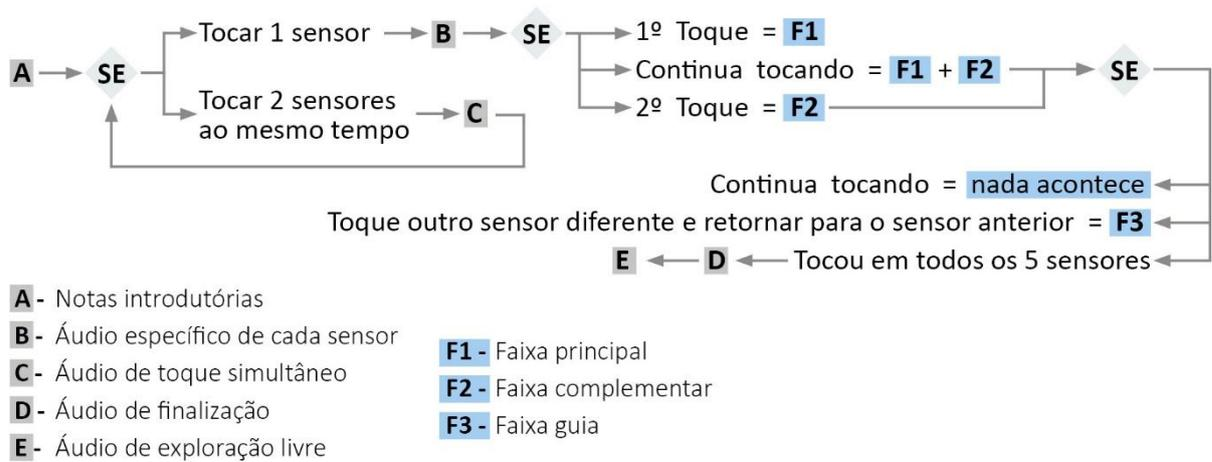 Tocar 1 sensor
B
SE
1º Toque = F1
A
SE
Continua tocando = F1 + F2
SE
Tocar 2 sensores
ao mesmo tempo
C
2º Toque = F2
Continua tocando = nada acontece
Toque outro sensor diferente e retornar para o sensor anterior = F3
E
D
Tocou em todos os 5 sensores
A - Notas introdutórias
B - Áudio específico de cada sensor
C - Áudio de toque simultâneo
D - Áudio de finalização
E - Áudio de exploração livre
F1 - Faixa principal
F2 - Faixa complementar
F3 - Faixa guia